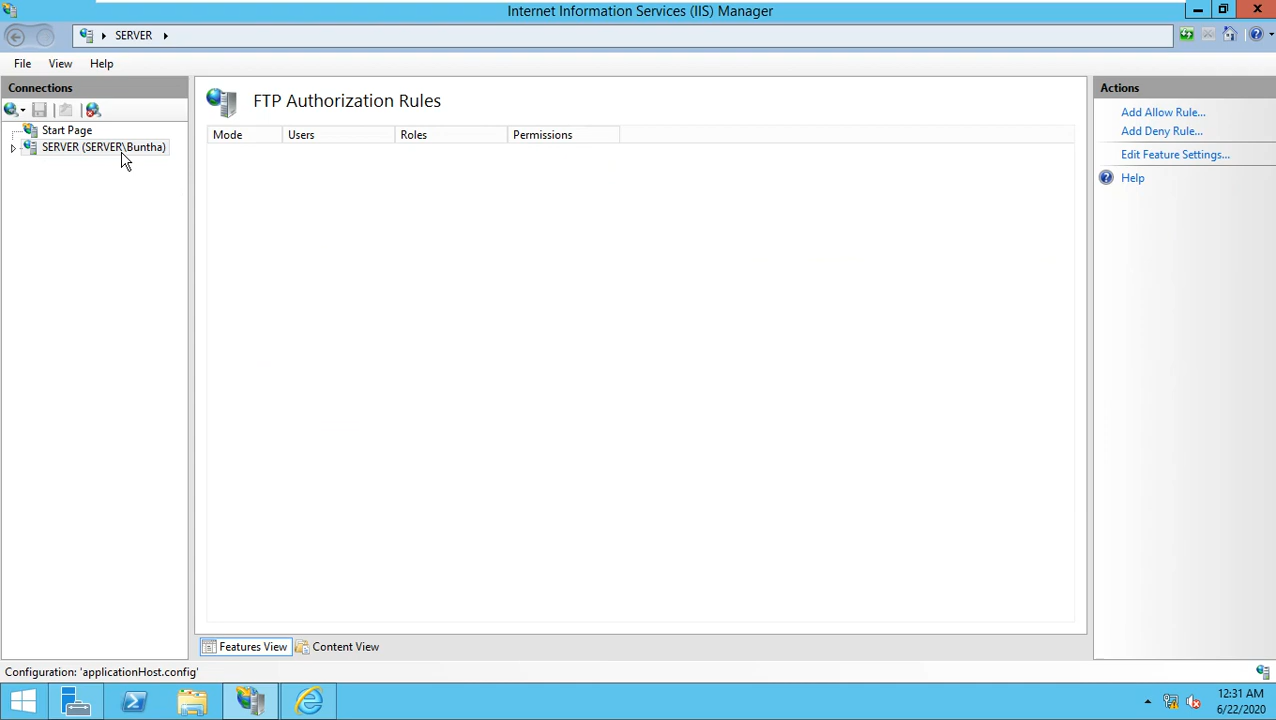 Internet Information Services (IIS) Manager
SERVER
File View Help
Connections
Start Page
SERVER (SERVER\Buntha)
FTP Authorization Rules
Mode Users Roles Permissions
Features View Content View
Actions
Add Allow Rule...
Add Deny Rule...
Edit Feature Settings...
Help
Configuration: 'applicationHost.config'
12:31 AM
6/22/2020